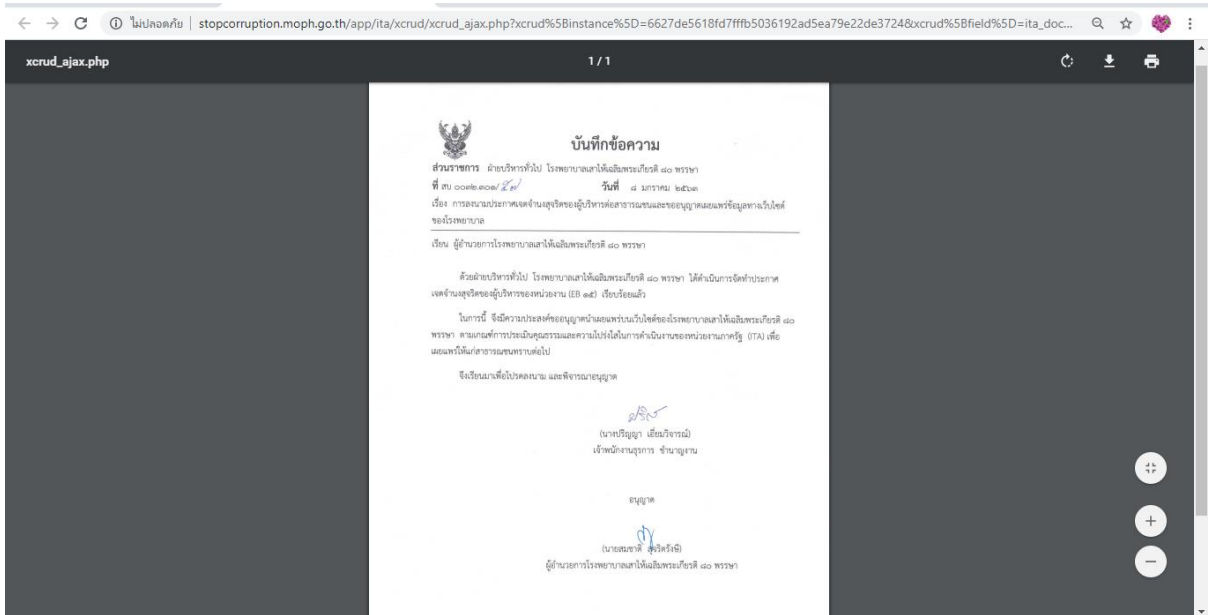 ไม่ปลอดภัย | stopcorruption.moph.go.th/app/ita/xcrud/xcrud_ajax.php?xcrud%5Binstance%5D=6627de5618fd7fffb5036192ad5ea79e22de3724&xcrud%5Bfield%5D=ita_doc...
xcrud_ajax.php 1 / 1
บันทึกข้อความ
ส่วนราชการ ฝ่ายบริหารทั่วไป โรงพยาบาลเสาไห้เฉลิมพระเกียรติ ๘๐ พรรษา
ที่ สบ ๐๐๓๒.๓๐๑/ วันที่ ๘ มกราคม ๒๕๖๓
เรื่อง การลงนามประกาศเจตจำนงสุจริตของผู้บริหารต่อสาธารณชนและขออนุญาตเผยแพร่ข้อมูลทางเว็บไซต์
ของโรงพยาบาล
เรียน ผู้อำนวยการโรงพยาบาลเสาไห้เฉลิมพระเกียรติ ๘๐ พรรษา
ด้วยฝ่ายบริหารทั่วไป โรงพยาบาลเสาไห้เฉลิมพระเกียรติ ๘๐ พรรษา ได้ดำเนินการจัดทำประกาศ
เจตจำนงสุจริตของผู้บริหารของหน่วยงาน (EB ๑๕) เรียบร้อยแล้ว
ในการนี้ จึงมีความประสงค์ขออนุญาตนำเผยแพร่บนเว็บไซต์ของโรงพยาบาลเสาไห้เฉลิมพระเกียรติ ๘๐
พรรษา ตามเกณฑ์การประเมินคุณธรรมและความโปร่งใสในการดำเนินงานของหน่วยงานภาครัฐ (ITA) เพื่อ
เผยแพร่ให้แก่สาธารณชนทราบต่อไป
จึงเรียนมาเพื่อโปรดลงนาม และพิจารณาอนุญาต
(นางปริญญา เอี่ยมวิจารณ์)
เจ้าพนักงานธุรการ ชำนาญงาน
อนุญาต
(นายสมชาติ สุจริตรังษี)
ผู้อำนวยการโรงพยาบาลเสาไห้เฉลิมพระเกียรติ ๘๐ พรรษา